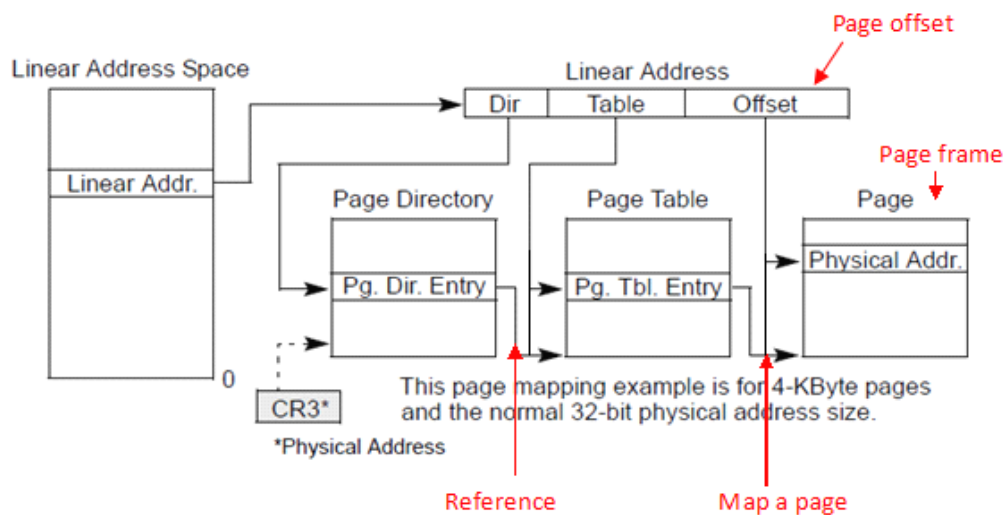 Page offset
Linear Address Space
Linear Address
Dir Table Offset
Page frame
Linear Addr.
Page Directory
Page Table
Page
Physical Addr.
Pg. Dir. Entry
Pg. Tbl. Entry
0
This page mapping example is for 4-KByte pages
and the normal 32-bit physical address size.
CR3*
*Physical Address
Reference
Map a page